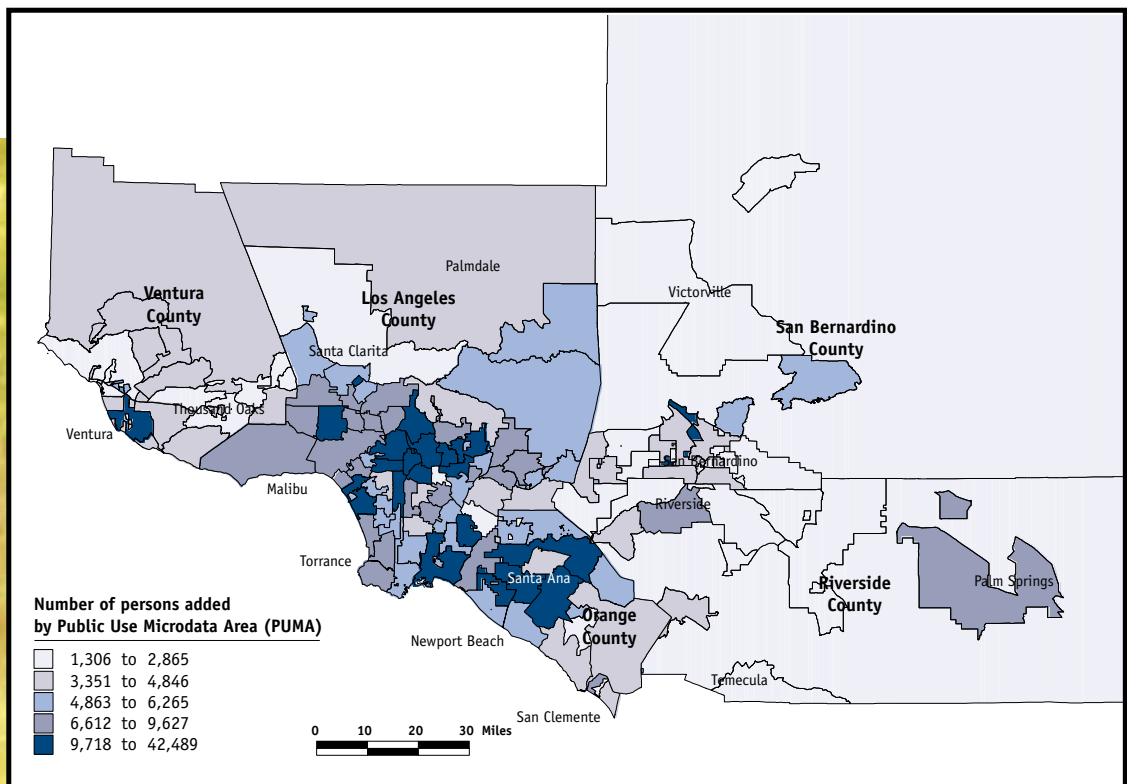 Palmdale
Ventura
County
Los Angeles
County
Victorville
San Bernardino
County
Santa Clarita
Thousand Oaks
Ventura
San Bernardino
Malibu
Riverside
Torrance
Santa Ana
Palm Springs
Riverside
County
Number of persons added
by Public Use Microdata Area (PUMA)
Orange
County
Newport Beach
1,306 to 2,865
3,351 to 4,846
4,863 to 6,265
6,612 to 9,627
9,718 to 42,489
Temecula
San Clemente
0 10 20 30 Miles